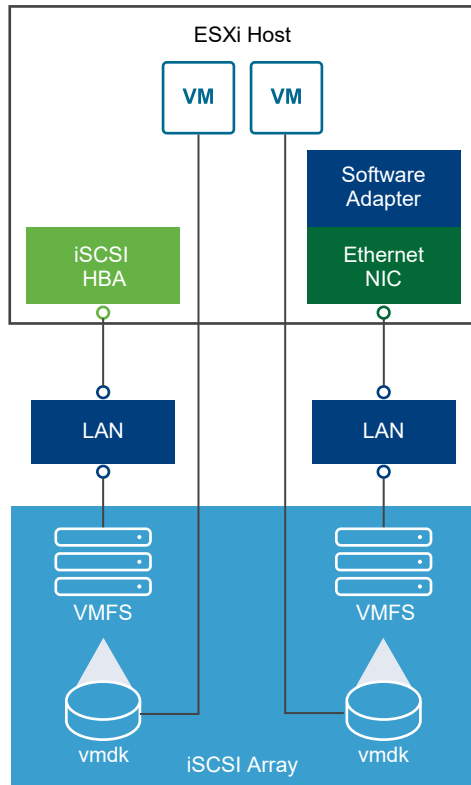 ESXi Host
VM
VM
Software
Adapter
iSCSI
HBA
Ethernet
NIC
LAN
LAN
VMFS
VMFS
vmdk
vmdk
iSCSI Array